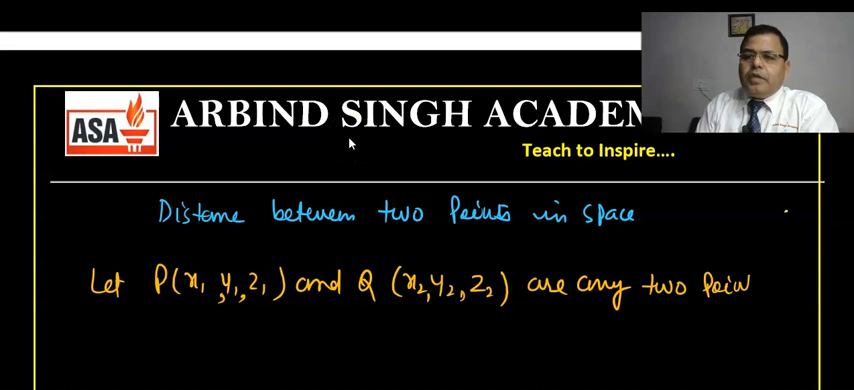 ASA
ARBIND SINGH ACADEM
Teach to Inspire....
Distance between two Points in space
Let P(x₁, y₁, z₁) and Q (x₂, y₂, z₂) are any two Poin